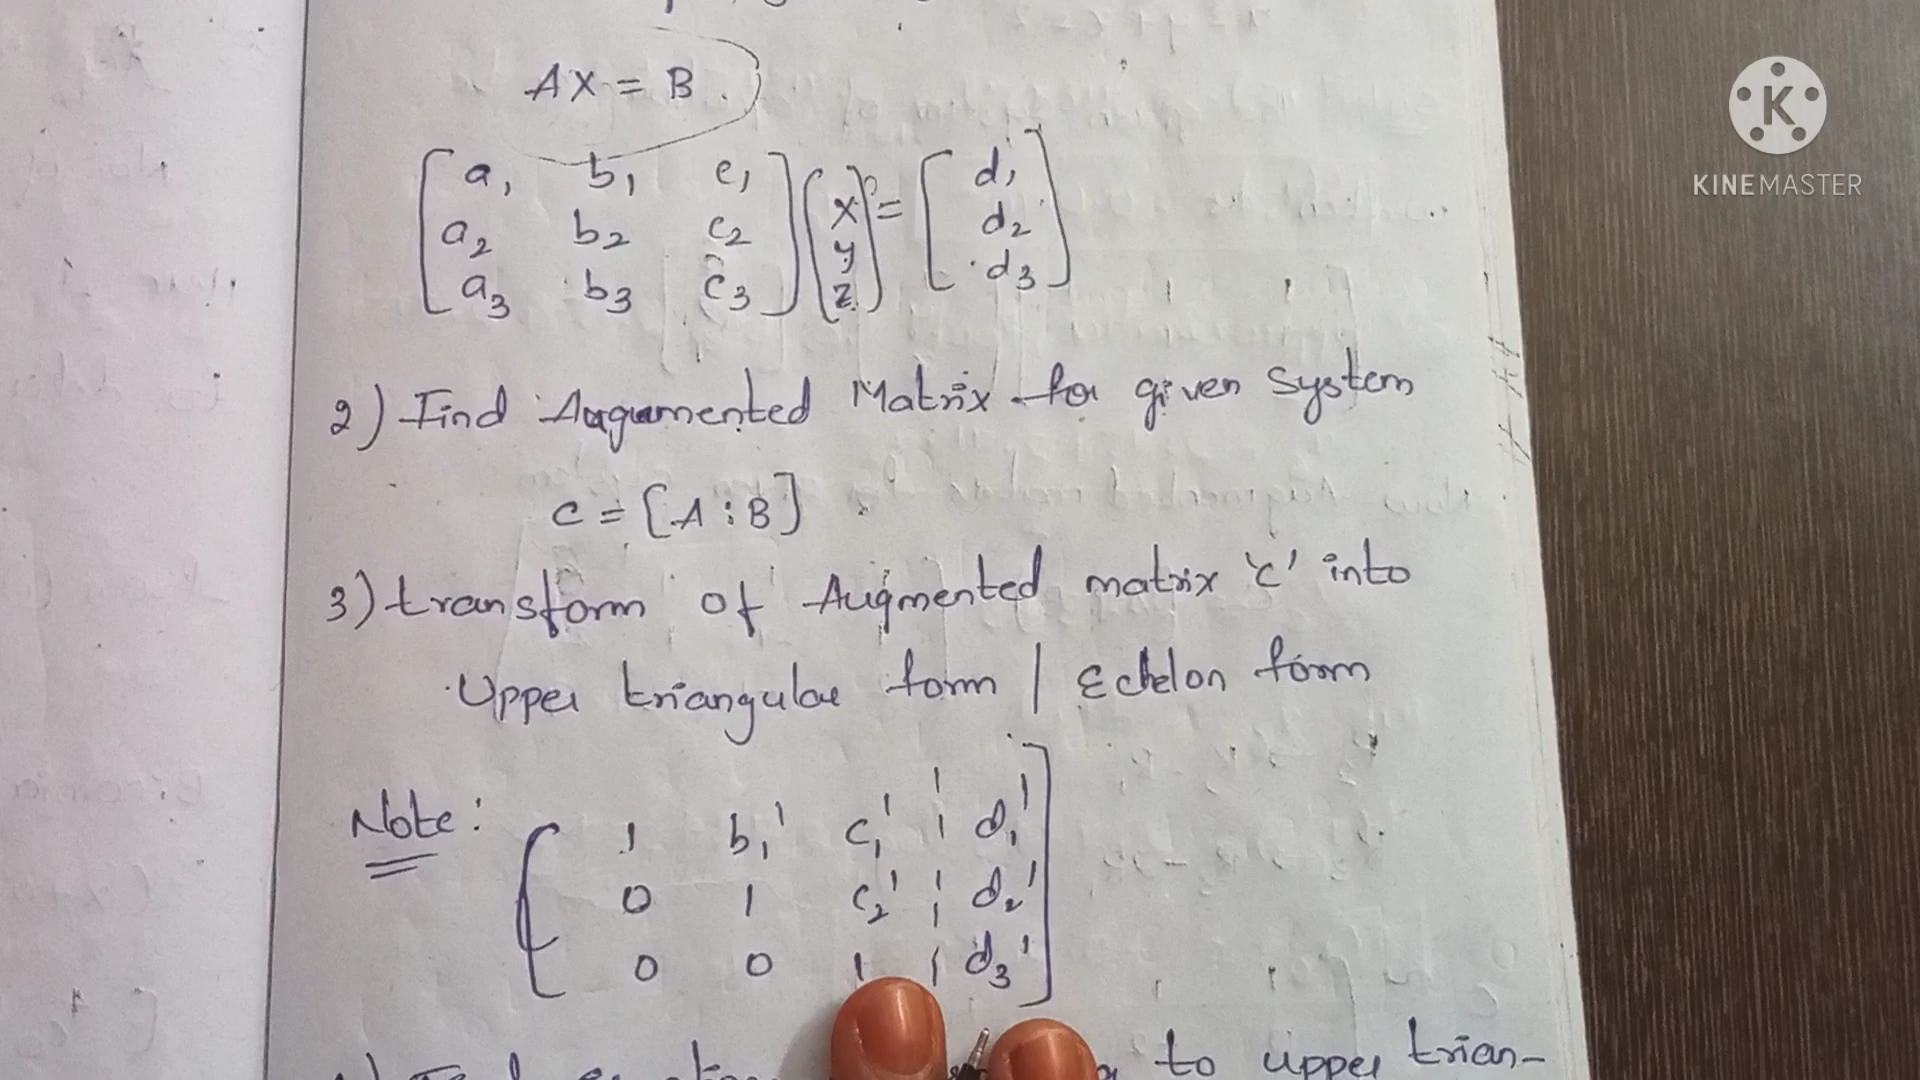 AX = B
[ a1 b1 c1 ] [ x ] = [ d1 ]
[ a2 b2 c2 ] [ y ] [ d2 ]
[ a3 b3 c3 ] [ z ] [ d3 ]
KINEMASTER
2) Find Augumented Matrix for given system
C = [A : B]
3) transform of Augmented matrix 'c' into
Upper triangular form | Echelon form
Note: [ 1 b1' c1' ¦ d1' ]
[ 0 1 c2' ¦ d2' ]
[ 0 0 1 ¦ d3' ]
to upper trian-